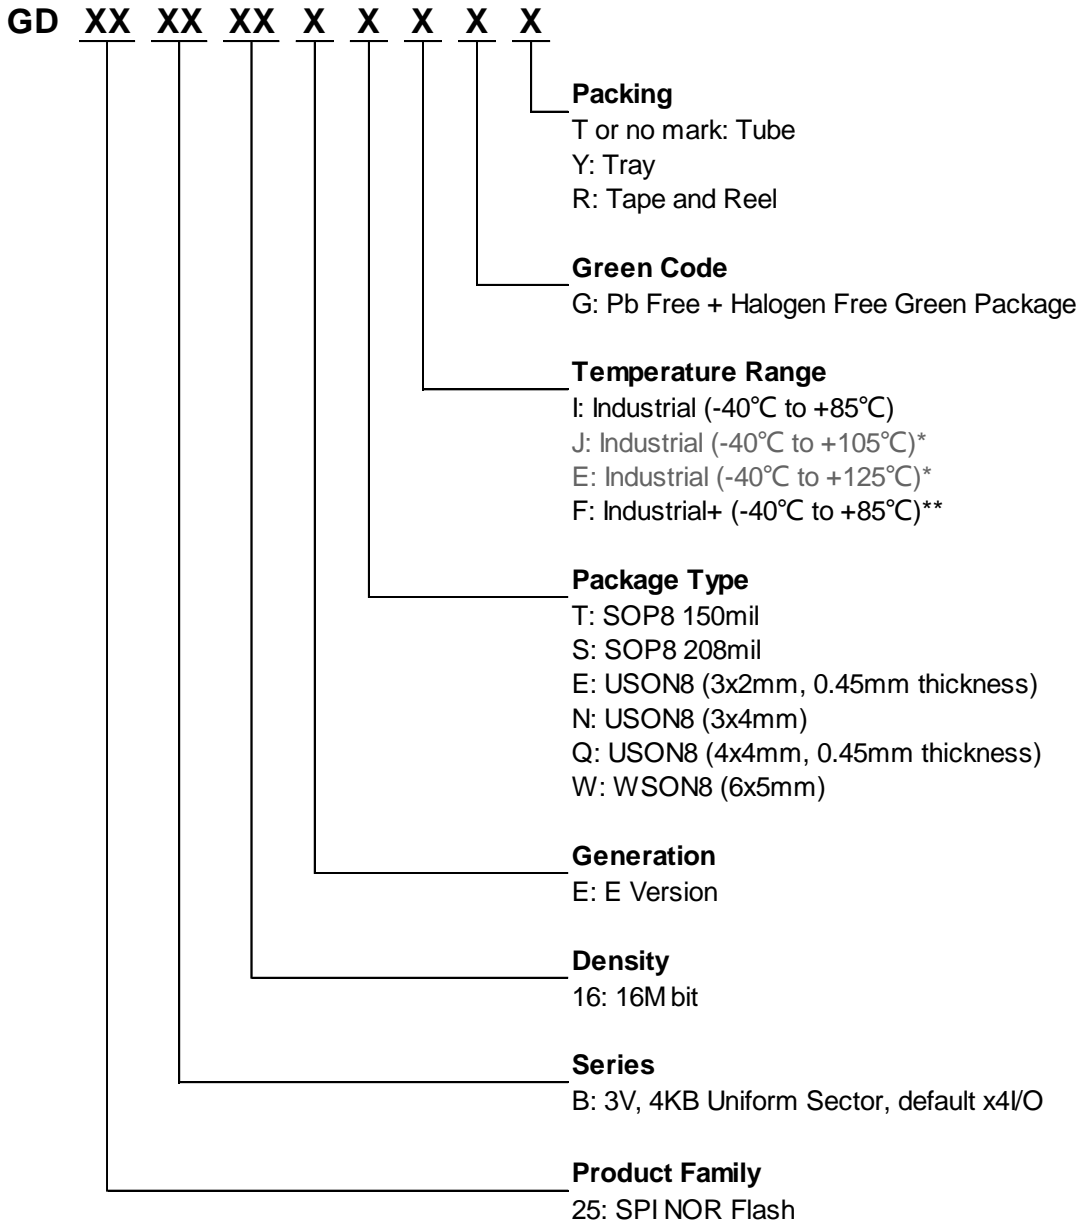 GD XX XX XX X X X X X
Packing
T or no mark: Tube
Y: Tray
R: Tape and Reel
Green Code
G: Pb Free + Halogen Free Green Package
Temperature Range
I: Industrial (-40℃ to +85℃)
J: Industrial (-40℃ to +105℃)*
E: Industrial (-40℃ to +125℃)*
F: Industrial+ (-40℃ to +85℃)**
Package Type
T: SOP8 150mil
S: SOP8 208mil
E: USON8 (3x2mm, 0.45mm thickness)
N: USON8 (3x4mm)
Q: USON8 (4x4mm, 0.45mm thickness)
W: WSON8 (6x5mm)
Generation
E: E Version
Density
16: 16M bit
Series
B: 3V, 4KB Uniform Sector, default x4I/O
Product Family
25: SPI NOR Flash